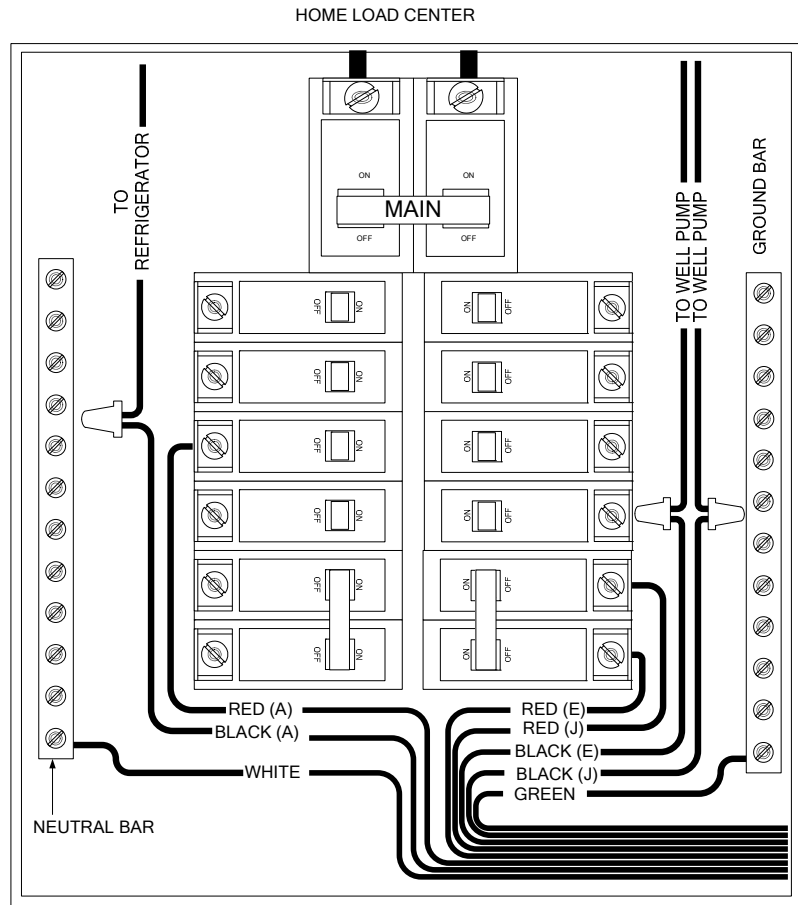 HOME LOAD CENTER
TO
REFRIGERATOR
TO WELL PUMP
TO WELL PUMP
GROUND BAR
ON
ON
MAIN
OFF
OFF
OFF
ON
ON
OFF
OFF
ON
ON
OFF
OFF
ON
ON
OFF
OFF
ON
ON
OFF
OFF
ON
ON
OFF
OFF
ON
ON
OFF
RED (A)
RED (E)
BLACK (A)
RED (J)
BLACK (E)
WHITE
BLACK (J)
GREEN
NEUTRAL BAR